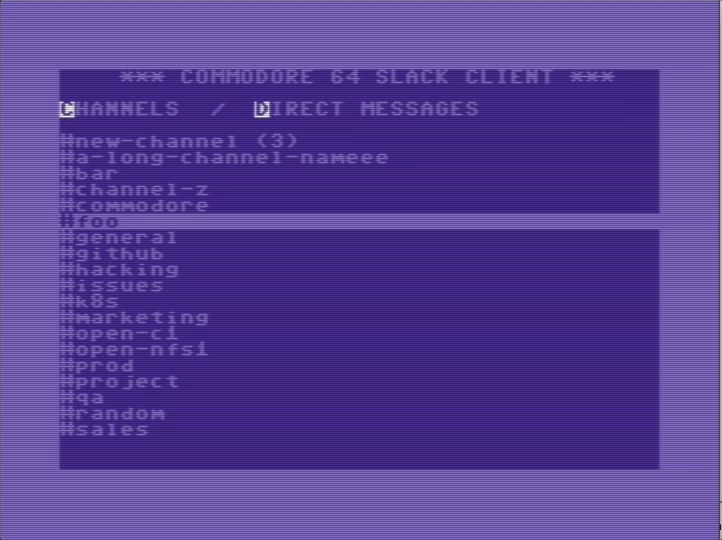 *** COMMODORE 64 SLACK CLIENT ***
CHANNELS / DIRECT MESSAGES
#new-channel (3)
#a-long-channel-nameee
#bar
#channel-z
#commodore
#foo
#general
#github
#hacking
#issues
#k8s
#marketing
#open-ci
#open-nfsi
#prod
#project
#qa
#random
#sales